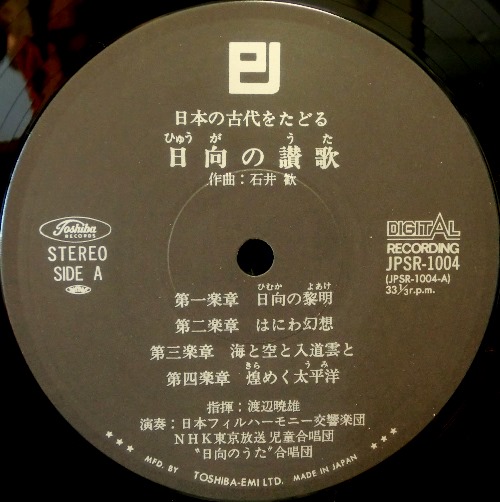 日本の古代をたどる
ひゅうが うた
日向の讃歌
作曲:石井 歓
Toshiba
RECORDS
STEREO
SIDE A
DIGITAL
RECORDING
JPSR-1004
(JPSR-1004-A)
33⅓r.p.m.
ひむか よあけ
第一楽章 日向の黎明
第二楽章 はにわ幻想
第三楽章 海と空と入道雲と
きら うみ
第四楽章 煌めく太平洋
指揮:渡辺暁雄
演奏:日本フィルハーモニー交響楽団
NHK東京放送児童合唱団
“日向のうた”合唱団
★★★ MFD. BY TOSHIBA-EMI LTD. MADE IN JAPAN ★★★